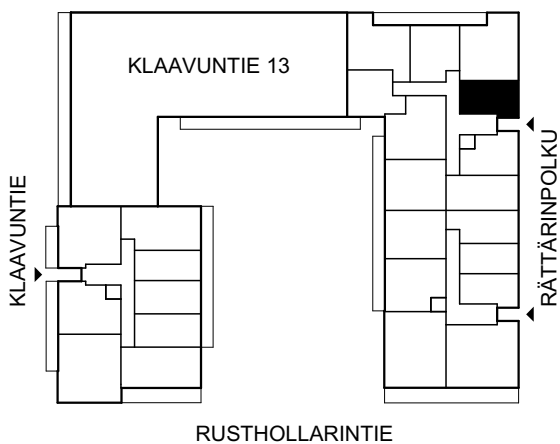 KLAAVUNTIE 13
KLAAVUNTIE
RÄTTÄRINPOLKU
RUSTHOLLARINTIE